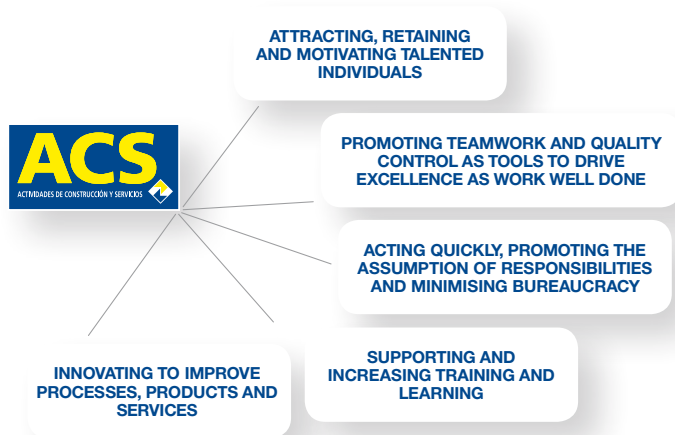 ATTRACTING, RETAINING
AND MOTIVATING TALENTED
INDIVIDUALS
ACS
ACTIVIDADES DE CONSTRUCCIÓN Y SERVICIOS
PROMOTING TEAMWORK AND QUALITY
CONTROL AS TOOLS TO DRIVE
EXCELLENCE AS WORK WELL DONE
ACTING QUICKLY, PROMOTING THE
ASSUMPTION OF RESPONSIBILITIES
AND MINIMISING BUREAUCRACY
SUPPORTING AND
INCREASING TRAINING AND
LEARNING
INNOVATING TO IMPROVE
PROCESSES, PRODUCTS AND
SERVICES